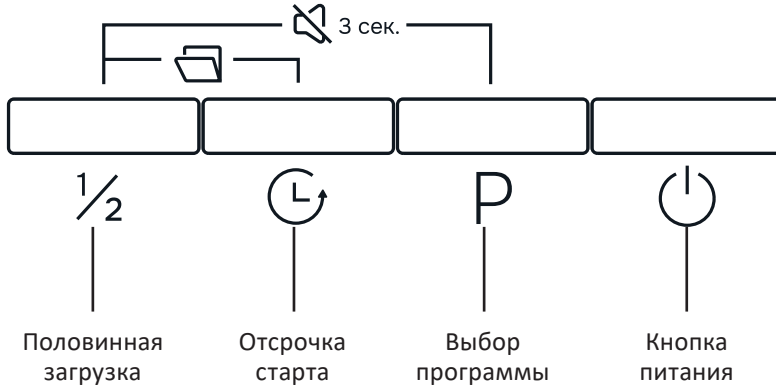 3 сек.
1/2
P
Половинная загрузка
Отсрочка старта
Выбор программы
Кнопка питания